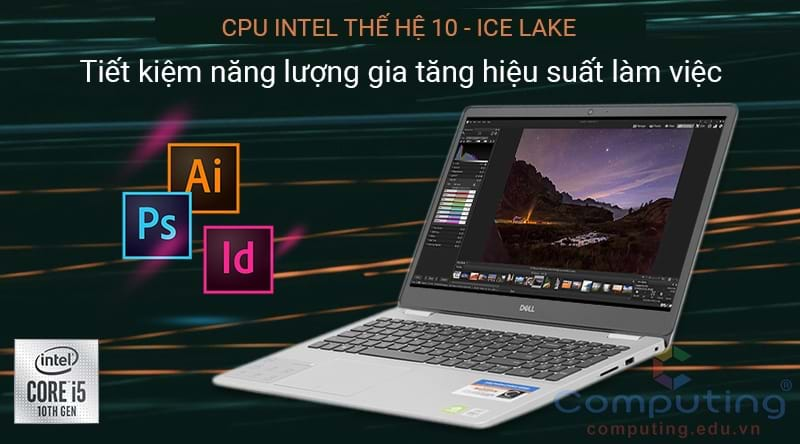 CPU INTEL THẾ HỆ 10 - ICE LAKE
Tiết kiệm năng lượng gia tăng hiệu suất làm việc
Ai
Ps
Id
DELL
intel
CORE i5
10TH GEN
Computing®
computing.edu.vn